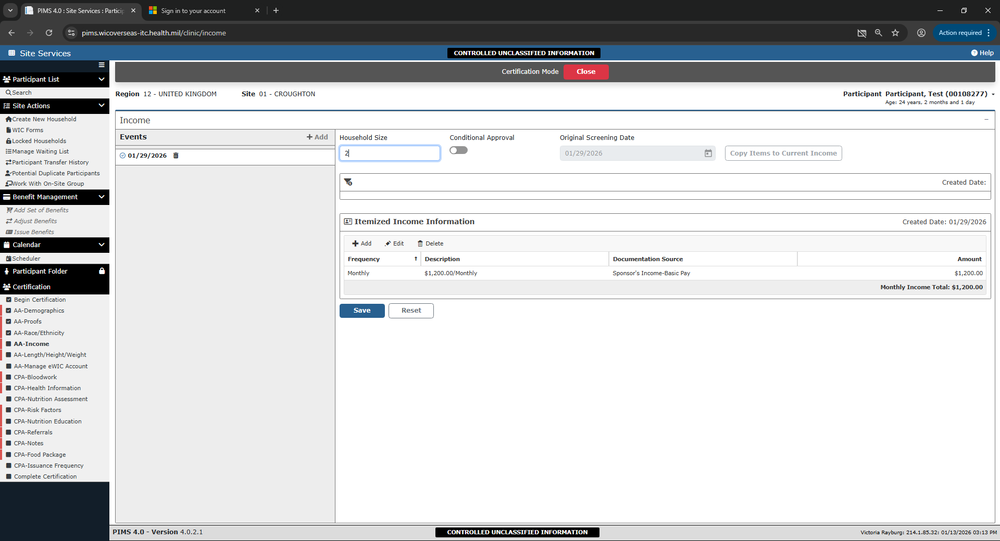 PIMS 4.0 : Site Services : Particip
Sign in to your account
pims.wicoverseas-itc.health.mil/clinic/income
Action required
Site Services
CONTROLLED UNCLASSIFIED INFORMATION
Help
Certification Mode
Close
Participant List
Search
Site Actions
Create New Household
WIC Forms
Locked Households
Manage Waiting List
Participant Transfer History
Potential Duplicate Participants
Work With On-Site Group
Benefit Management
Add Set of Benefits
Adjust Benefits
Issue Benefits
Calendar
Scheduler
Participant Folder
Certification
Begin Certification
AA-Demographics
AA-Proofs
AA-Race/Ethnicity
AA-Income
AA-Length/Height/Weight
AA-Manage eWIC Account
CPA-Bloodwork
CPA-Health Information
CPA-Nutrition Assessment
CPA-Risk Factors
CPA-Nutrition Education
CPA-Referrals
CPA-Notes
CPA-Food Package
CPA-Issuance Frequency
Complete Certification
Region 12 - UNITED KINGDOM Site 01 - CROUGHTON
Participant Participant, Test (00108277)
Age: 24 years, 2 months and 1 day
Income
Events
Add
01/29/2026
Household Size
2
Conditional Approval
Original Screening Date
01/29/2026
Copy Items to Current Income
Created Date:
Itemized Income Information
Created Date: 01/29/2026
Add Edit Delete
Frequency Description Documentation Source Amount
Monthly $1,200.00/Monthly Sponsor's Income-Basic Pay $1,200.00
Monthly Income Total: $1,200.00
Save Reset
PIMS 4.0 - Version 4.0.2.1
CONTROLLED UNCLASSIFIED INFORMATION
Victoria Rayburg: 214.1.85.32: 01/13/2026 03:13 PM